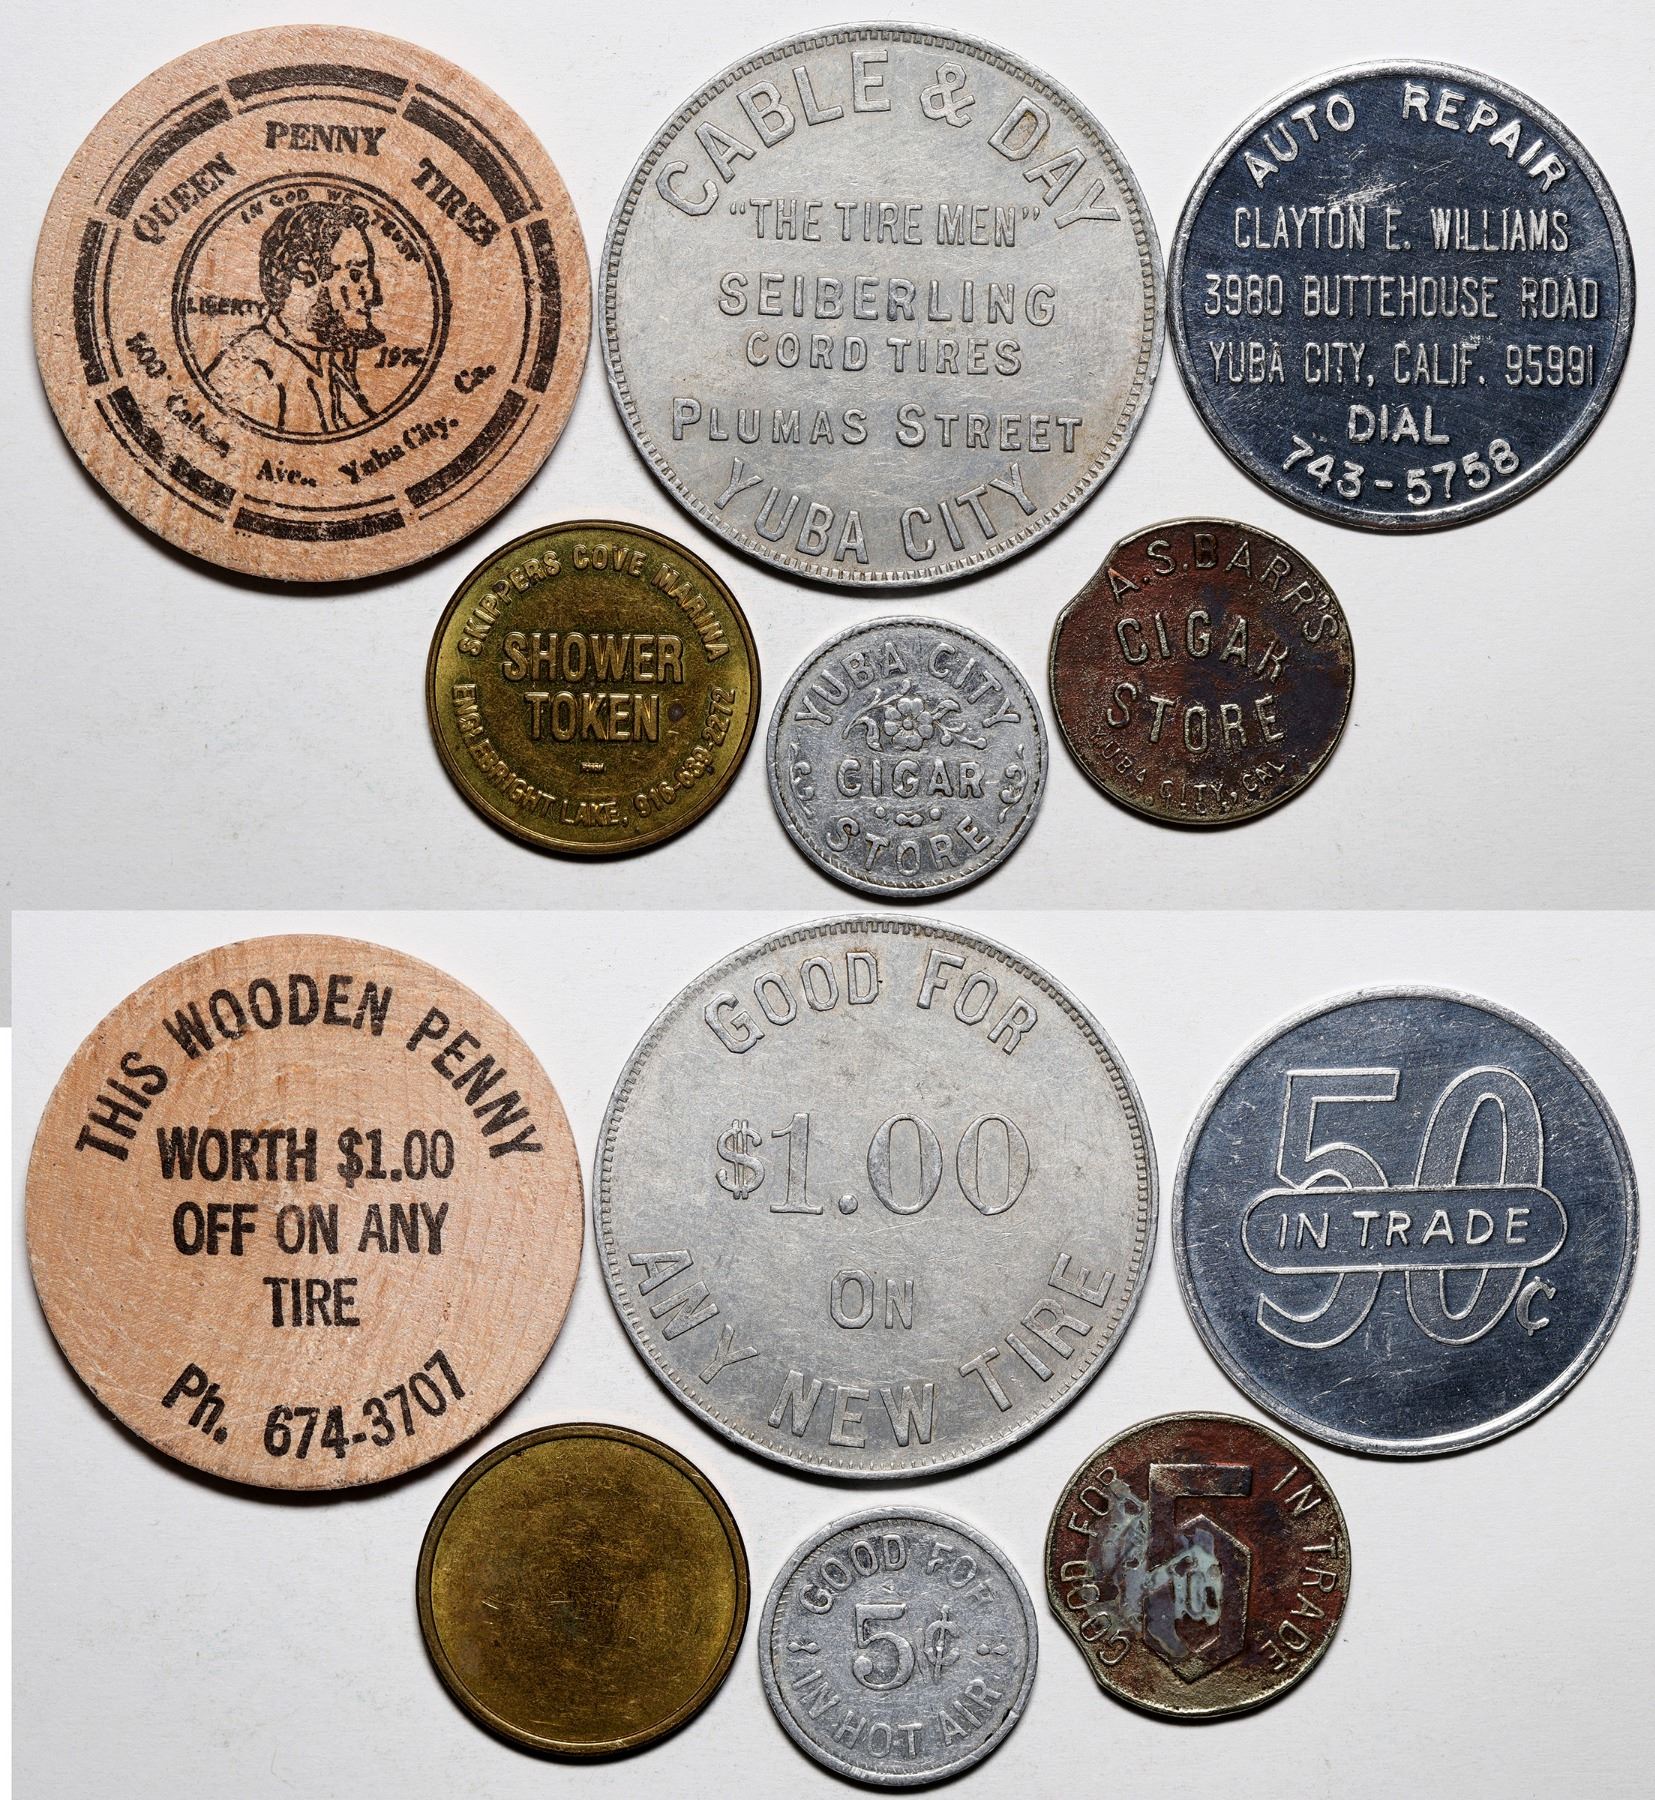 QUEEN PENNY TIRES
IN GOD WE TRUST
LIBERTY
Ave., Yuba City, Ca.
CABLE & DAY
"THE TIRE MEN"
SEIBERLING
CORD TIRES
PLUMAS STREET
YUBA CITY
AUTO REPAIR
CLAYTON E. WILLIAMS
3980 BUTTEHOUSE ROAD
YUBA CITY, CALIF. 95991
DIAL
743-5758
SKIPPERS COVE MARINA
SHOWER
TOKEN
ENGLEBRIGHT LAKE, 916-639-2272
YUBA CITY
CIGAR
STORE
A.S. BARR'S
CIGAR
STORE
YUBA CITY, CAL.
THIS WOODEN PENNY
WORTH $1.00
OFF ON ANY
TIRE
Ph. 674-3707
GOOD FOR
$1.00
ON
ANY NEW TIRE
50¢
IN TRADE
GOOD FOR
5¢
IN HOT AIR
GOOD FOR
5
IN TRADE